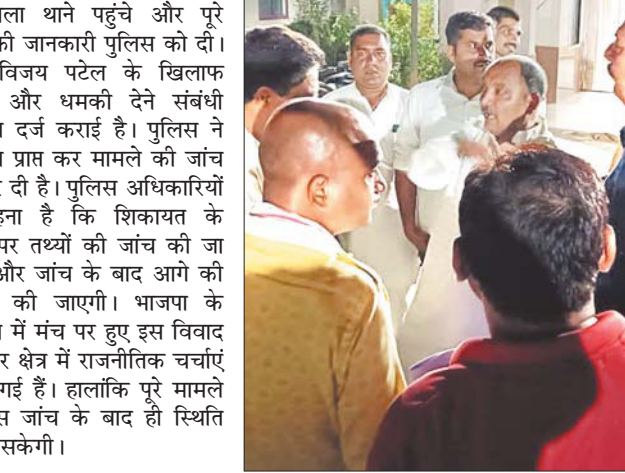 थाने पहुंचे और पूरे
की जानकारी पुलिस को दी।
विजय पटेल के खिलाफ
और धमकी देने संबंधी
दर्ज कराई है। पुलिस ने
प्राप्त कर मामले की जांच
दी है। पुलिस अधिकारियों
है कि शिकायत के
पर तथ्यों की जांच की जा
और जांच के बाद आगे की
की जाएगी। भाजपा के
में मंच पर हुए इस विवाद
क्षेत्र में राजनीतिक चर्चाएं
गई हैं। हालांकि पूरे मामले
जांच के बाद ही स्थिति
सकेगी।